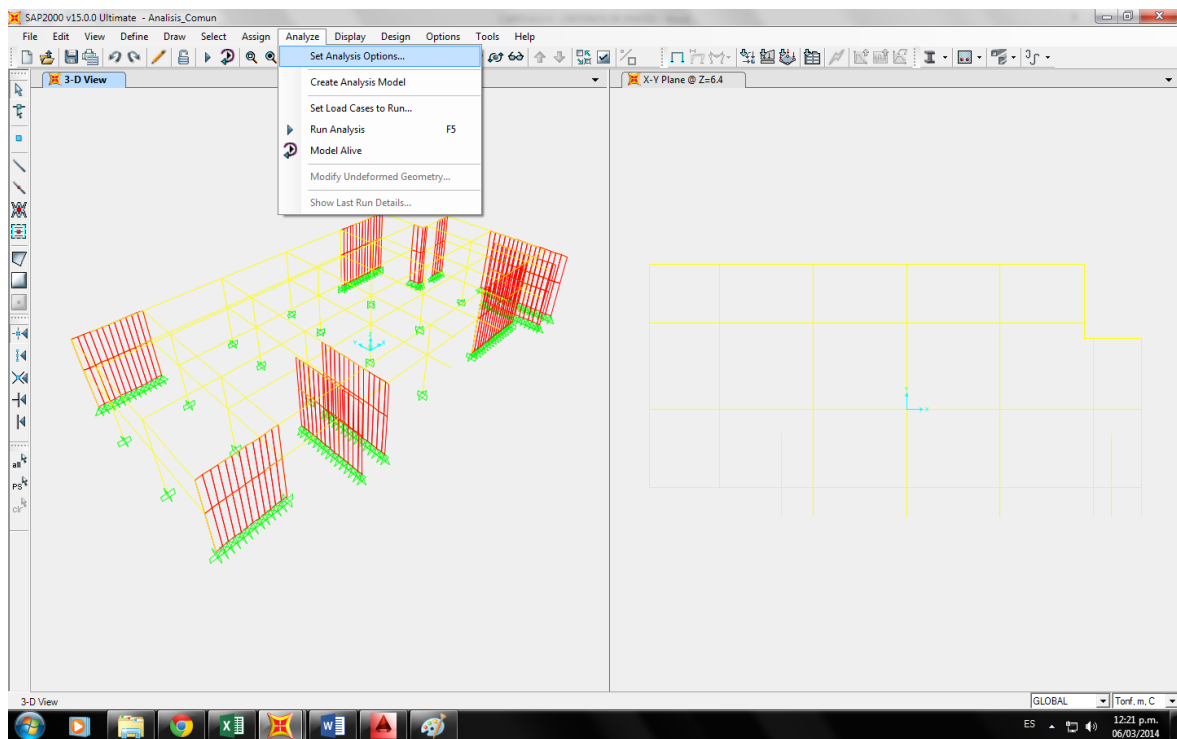 SAP2000 v15.0.0 Ultimate - Analisis_Comun
File Edit View Define Draw Select Assign Analyze Display Design Options Tools Help
3-D View
X-Y Plane @ Z=6.4
Set Analysis Options...
Create Analysis Model
Set Load Cases to Run...
Run Analysis F5
Model Alive
Modify Undeformed Geometry...
Show Last Run Details...
all
PS
clr
3-D View
GLOBAL
Tonf, m, C
ES
12:21 p.m.
06/03/2014